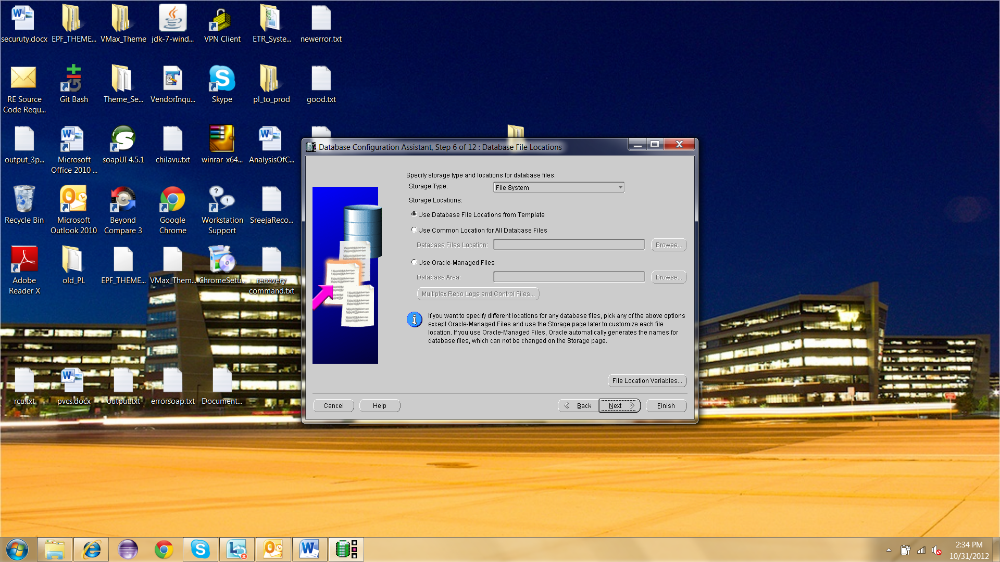 securuty.docx
EPF_THEME...
VMax_Theme
jdk-7-wind...
VPN Client
ETR_Syste...
newerror.txt
RE Source
Code Requ...
Git Bash
Theme_Se...
VendorInqu...
Skype
pl_to_prod
good.txt
output_3p...
Microsoft
Office 2010 ...
soapUI 4.5.1
chilavu.txt
winrar-x64...
AnalysisOfC...
Recycle Bin
Microsoft
Outlook 2010
Beyond
Compare 3
Google
Chrome
Workstation
Support
SreejaReco...
Adobe
Reader X
old_PL
EPF_THEME...
VMax_Them...
ChromeSetu...
recovery
command.txt
rcu.txt
pvcs.docx
output.txt
errorsoap.txt
Document...
Database Configuration Assistant, Step 6 of 12 : Database File Locations
Specify storage type and locations for database files.
Storage Type:
File System
Storage Locations:
Use Database File Locations from Template
Use Common Location for All Database Files
Database Files Location:
Browse...
Use Oracle-Managed Files
Database Area:
Browse...
Multiplex Redo Logs and Control Files...
If you want to specify different locations for any database files, pick any of the above options
except Oracle-Managed Files and use the Storage page later to customize each file
location. If you use Oracle-Managed Files, Oracle automatically generates the names for
database files, which can not be changed on the Storage page.
File Location Variables...
Cancel
Help
Back
Next
Finish
2:34 PM
10/31/2012